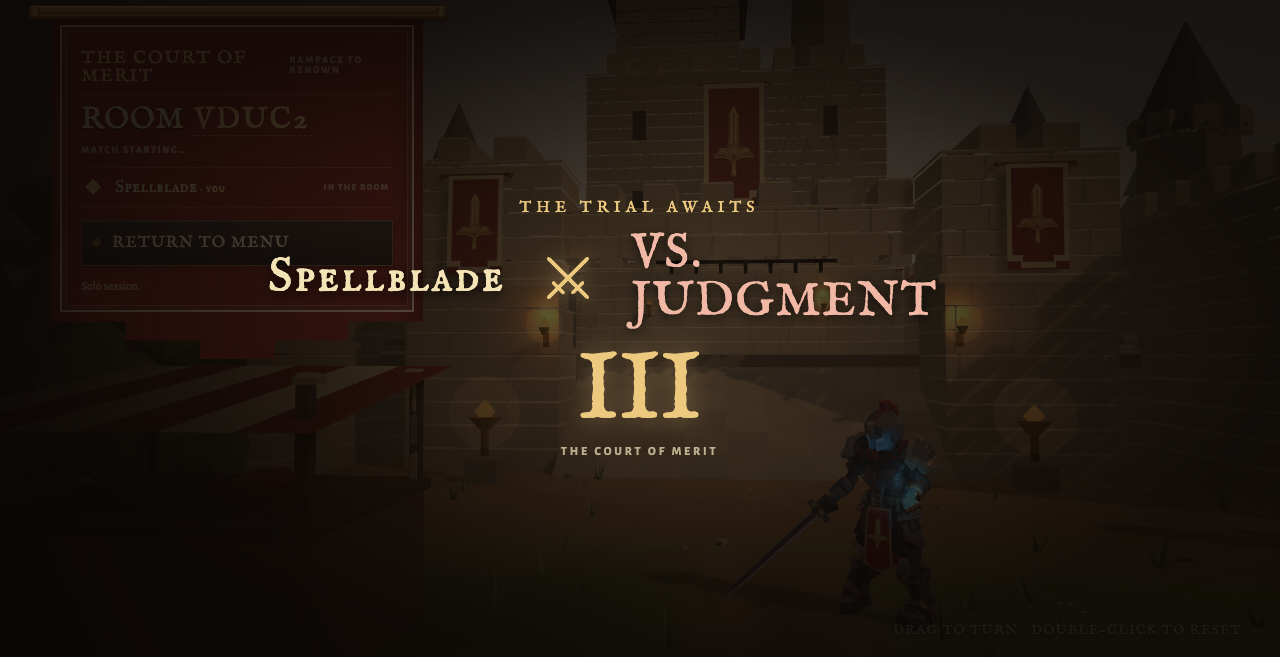 THE COURT OF
MERIT
RAMPAGE TO
RENOWN
ROOM VDUC2
MATCH STARTING…
SPELLBLADE · YOU
IN THE ROOM
RETURN TO MENU
Solo session.
THE TRIAL AWAITS
SPELLBLADE
VS.
JUDGMENT
III
THE COURT OF MERIT
DRAG TO TURN · DOUBLE-CLICK TO RESET